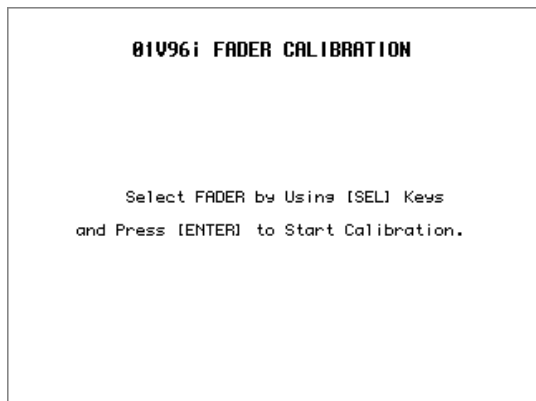 01V96i FADER CALIBRATION
Select FADER by Using [SEL] Keys
and Press [ENTER] to Start Calibration.